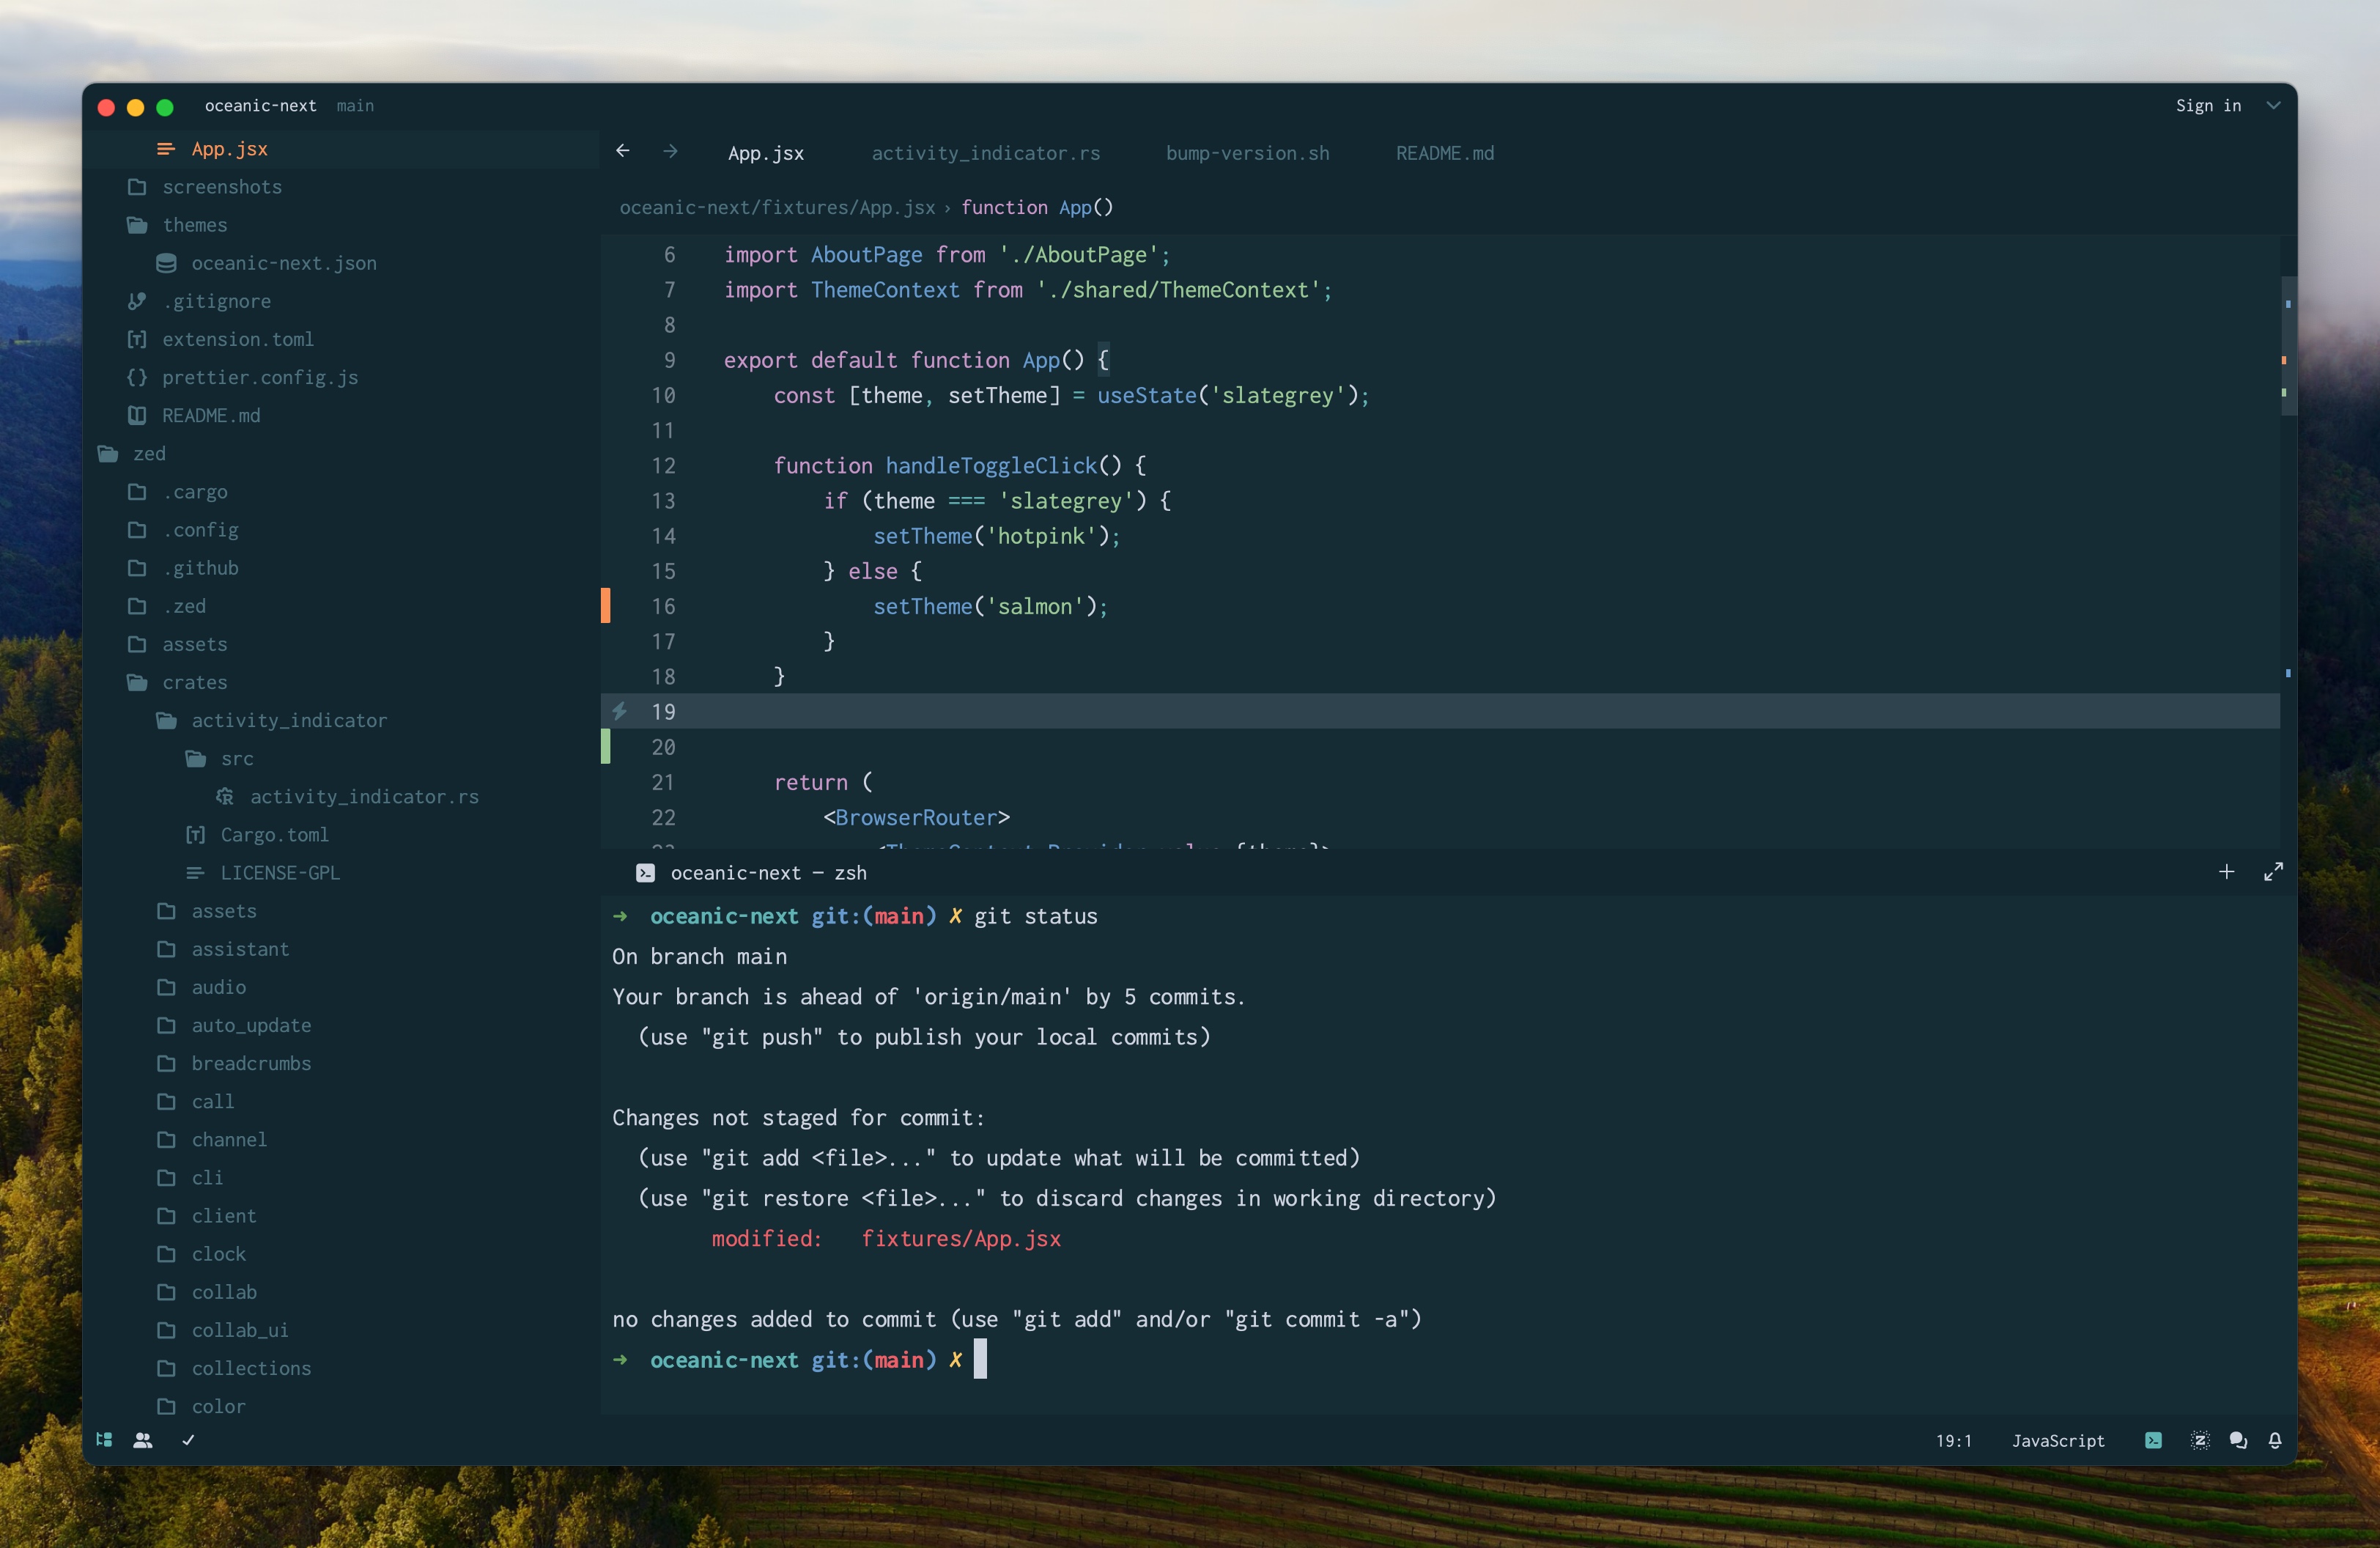 oceanic-next main
Sign in
App.jsx
screenshots
themes
oceanic-next.json
.gitignore
extension.toml
prettier.config.js
README.md
zed
.cargo
.config
.github
.zed
assets
crates
activity_indicator
src
activity_indicator.rs
Cargo.toml
LICENSE-GPL
assets
assistant
audio
auto_update
breadcrumbs
call
channel
cli
client
clock
collab
collab_ui
collections
color
App.jsx activity_indicator.rs bump-version.sh README.md
oceanic-next/fixtures/App.jsx › function App()
6 import AboutPage from './AboutPage';
7 import ThemeContext from './shared/ThemeContext';
8
9 export default function App() {
10 const [theme, setTheme] = useState('slategrey');
11
12 function handleToggleClick() {
13 if (theme === 'slategrey') {
14 setTheme('hotpink');
15 } else {
16 setTheme('salmon');
17 }
18 }
19
20
21 return (
22 <BrowserRouter>
oceanic-next — zsh
➜ oceanic-next git:(main) ✗ git status
On branch main
Your branch is ahead of 'origin/main' by 5 commits.
(use "git push" to publish your local commits)
Changes not staged for commit:
(use "git add <file>..." to update what will be committed)
(use "git restore <file>..." to discard changes in working directory)
modified: fixtures/App.jsx
no changes added to commit (use "git add" and/or "git commit -a")
➜ oceanic-next git:(main) ✗
19:1 JavaScript